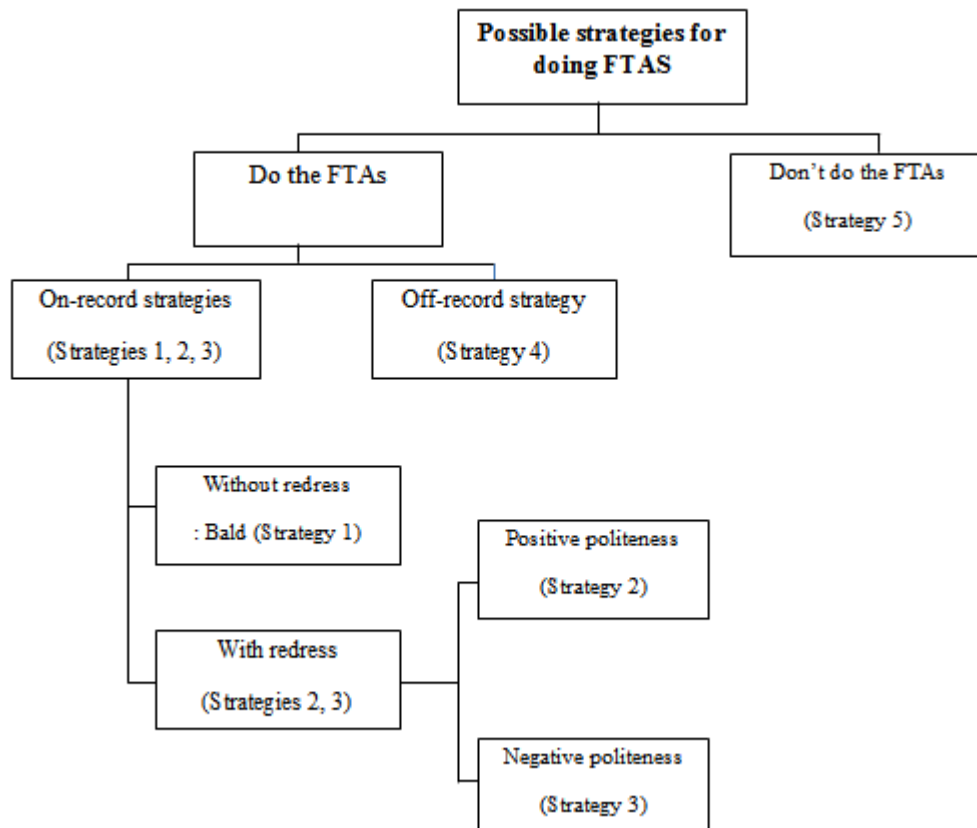 Possible strategies for
doing FTAS
Do the FTAs
Don't do the FTAs
(Strategy 5)
On-record strategies
(Strategies 1, 2, 3)
Off-record strategy
(Strategy 4)
Without redress
: Bald (Strategy 1)
Positive politeness
(Strategy 2)
With redress
(Strategies 2, 3)
Negative politeness
(Strategy 3)